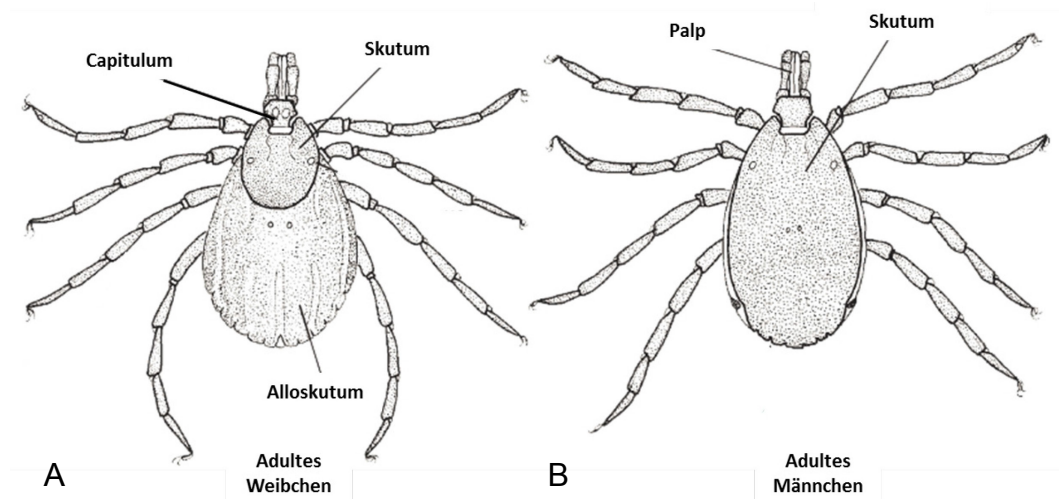 Capitulum
Skutum
Alloskutum
A
Adultes
Weibchen
Palp
Skutum
B
Adultes
Männchen